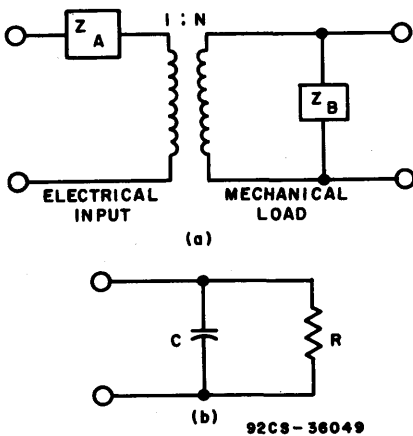 Z A
1 : N
Z B
ELECTRICAL INPUT
MECHANICAL LOAD
(a)
C
R
(b)
92CS-36049